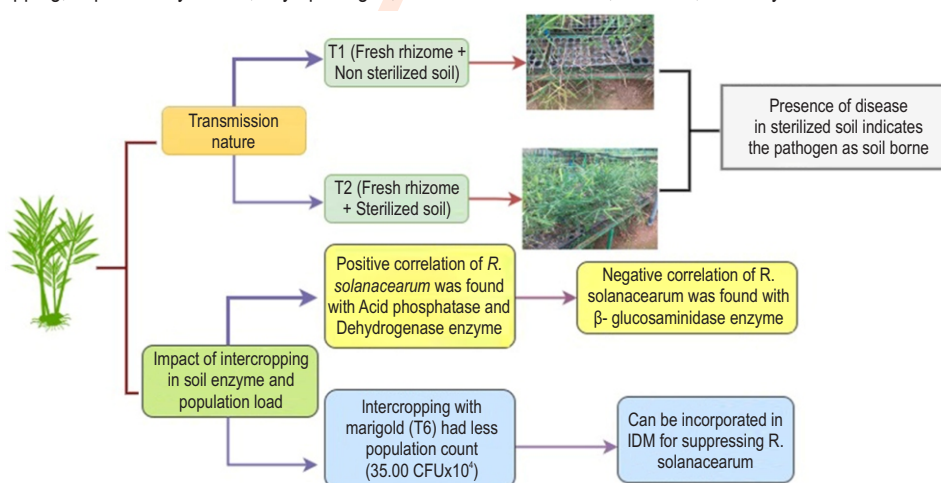 T1 (Fresh rhizome +
Non sterilized soil)
Transmission
nature
Presence of disease
in sterilized soil indicates
the pathogen as soil borne
T2 (Fresh rhizome
+ Sterilized soil)
Positive correlation of R.
solanacearum was found
with Acid phosphatase and
Dehydrogenase enzyme
Negative correlation of R.
solanacearum was found with
β- glucosaminidase enzyme
Impact of intercropping
in soil enzyme and
population load
Intercropping with
marigold (T6) had less
population count
(35.00 CFUx10⁴)
Can be incorporated in
IDM for suppressing R.
solanacearum